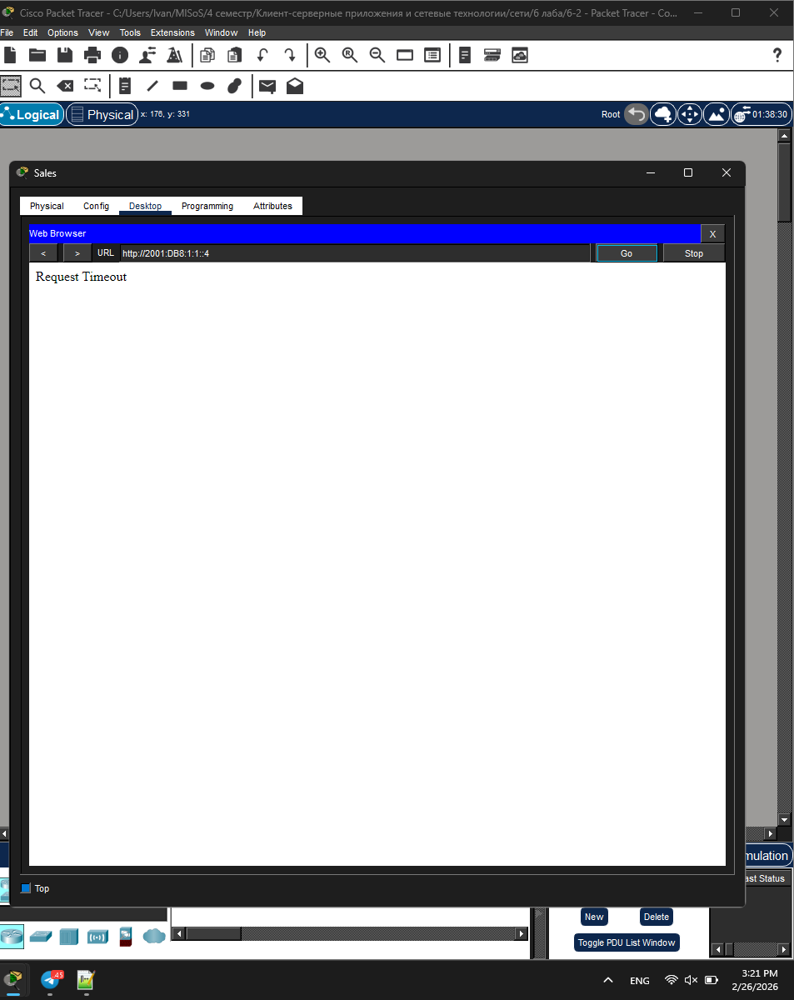 Cisco Packet Tracer - C:/Users/Ivan/MISoS/4 семестр/Клиент-серверные приложения и сетевые технологии/сети/6 лаба/6-2 - Packet Tracer - Co...
File Edit Options View Tools Extensions Window Help
Logical Physical x: 176, y: 331 Root 01:38:30
Sales
Physical Config Desktop Programming Attributes
Web Browser X
< > URL http://2001:DB8:1:1::4 Go Stop
Request Timeout
mulation
ast Status
Top
New Delete
Toggle PDU List Window
45
ENG
3:21 PM
2/26/2026